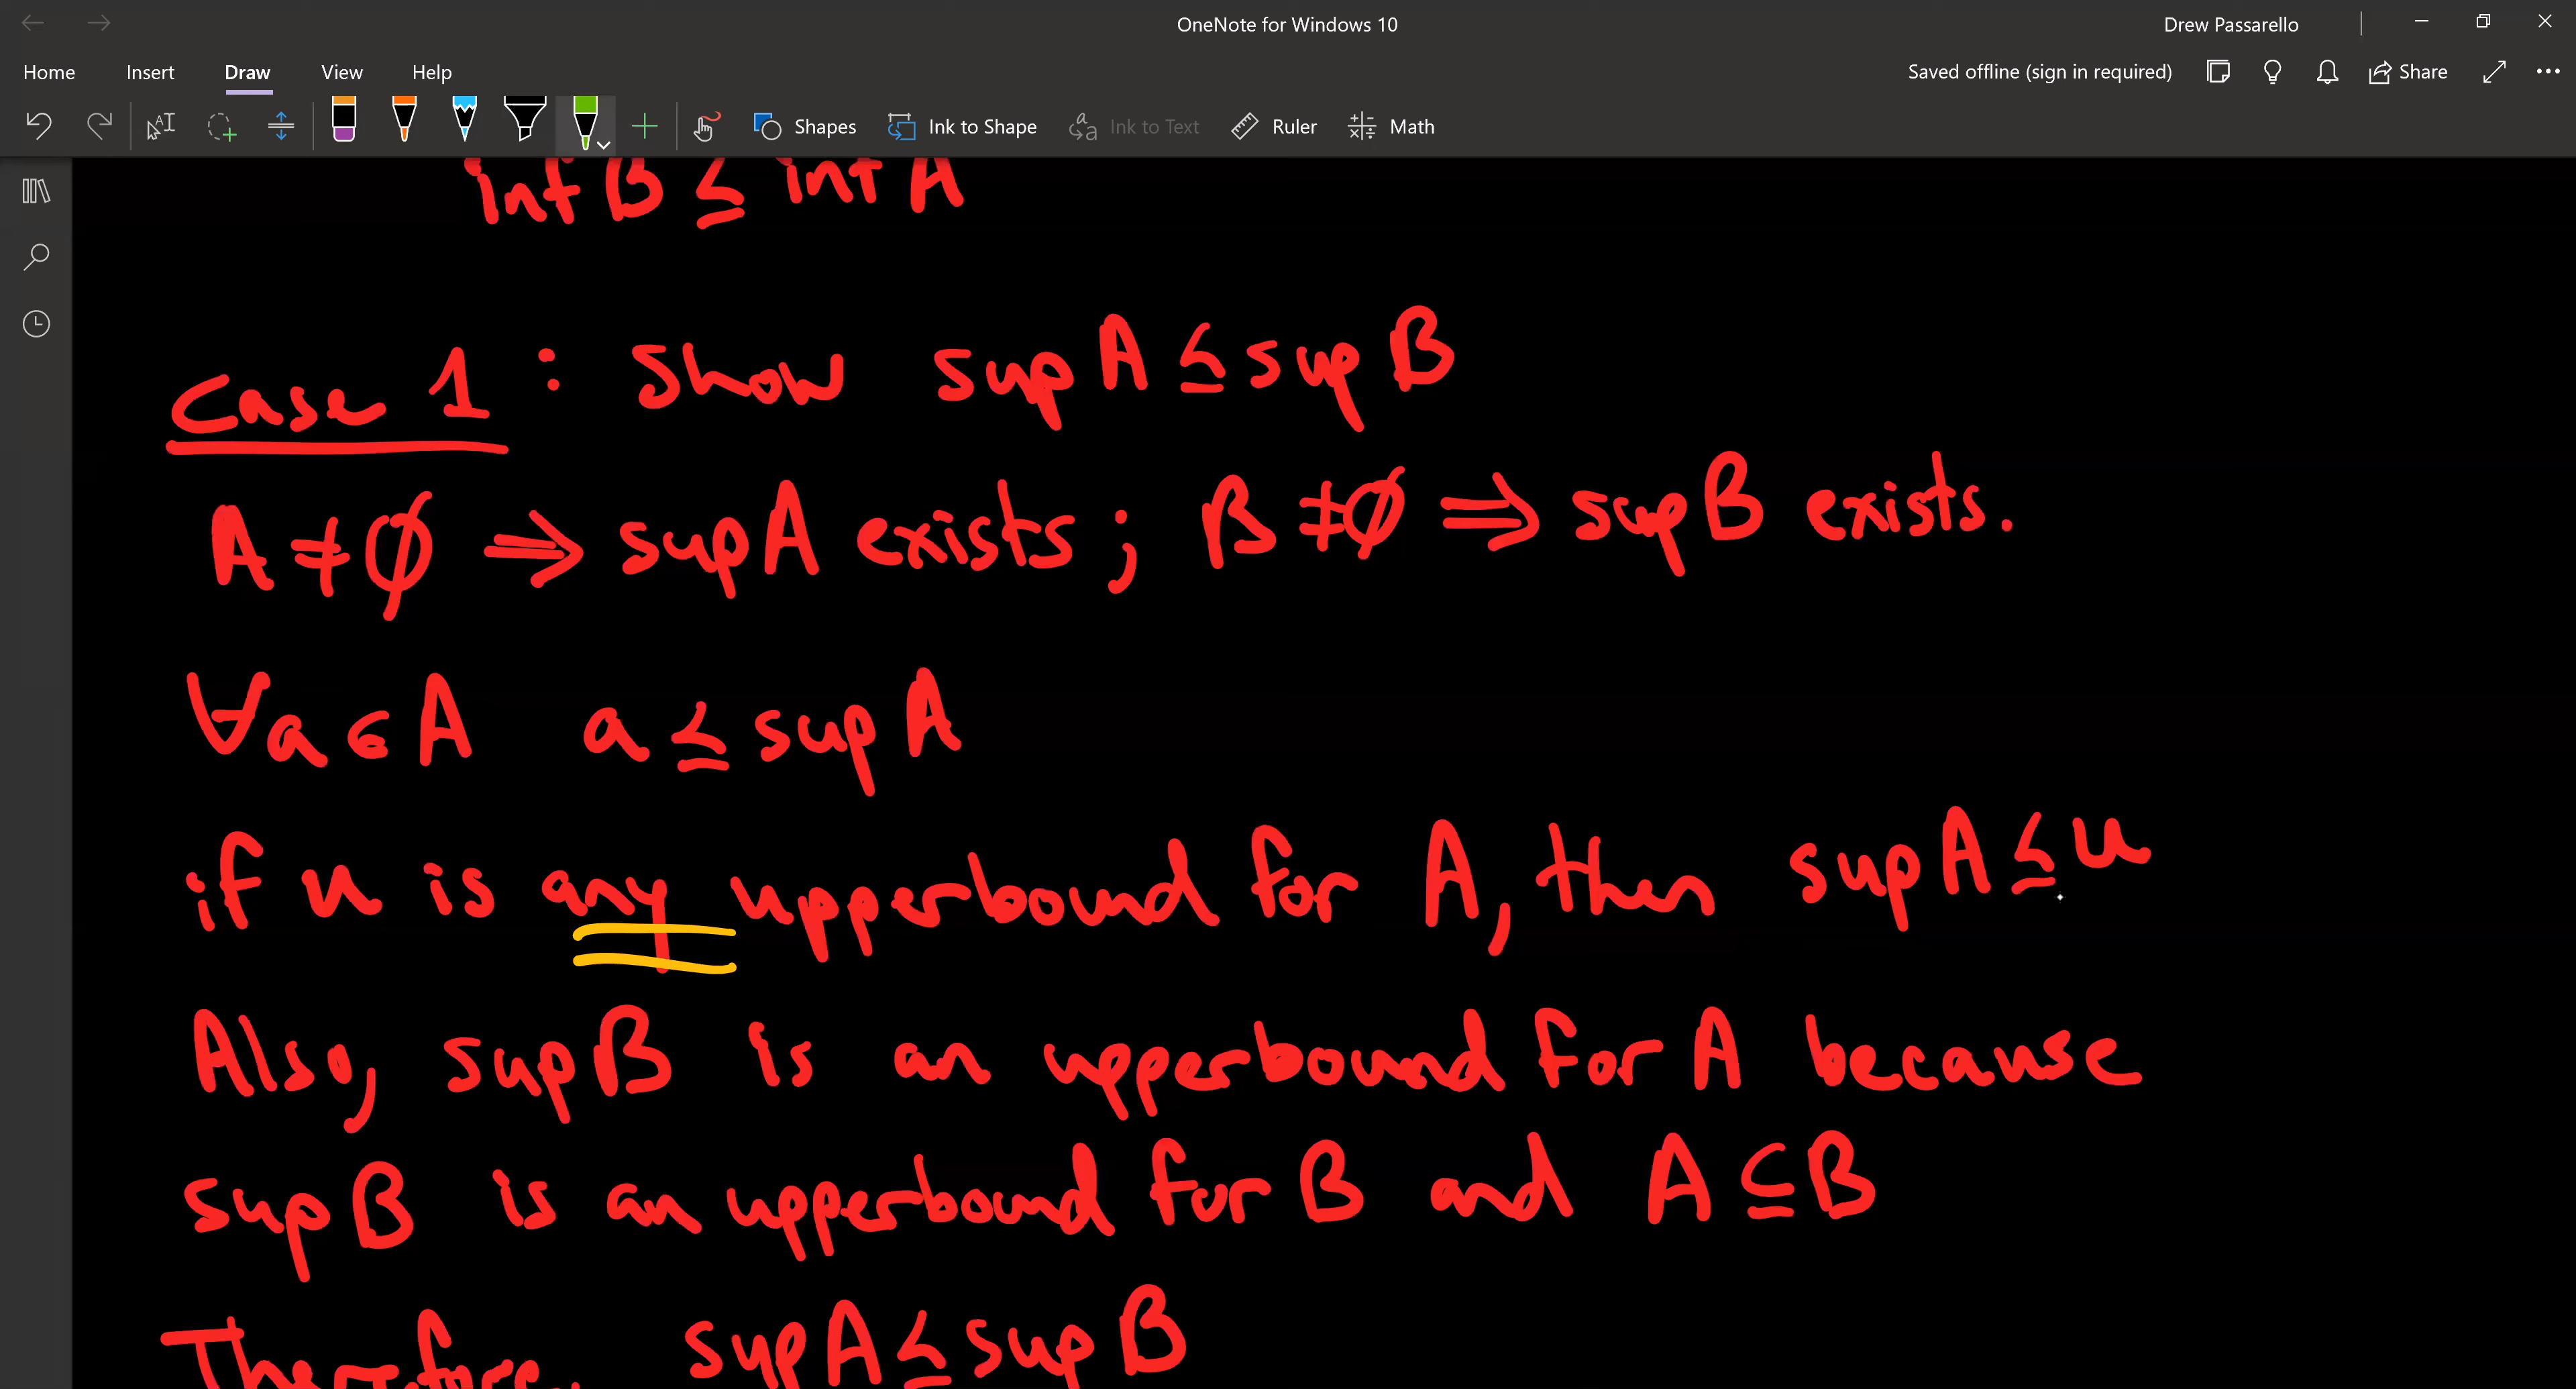 OneNote for Windows 10
Drew Passarello
Home Insert Draw View Help
Saved offline (sign in required) Share
Shapes Ink to Shape Ink to Text Ruler Math
inf B ≤ inf A
Case 1 : Show sup A ≤ sup B
A ≠ ∅ ⇒ sup A exists ; B ≠ ∅ ⇒ sup B exists.
∀a ∈ A a ≤ sup A
if u is any upperbound for A, then sup A ≤ u
Also, sup B is an upperbound for A because
sup B is an upperbound for B and A ⊆ B
Therefore, sup A ≤ sup B